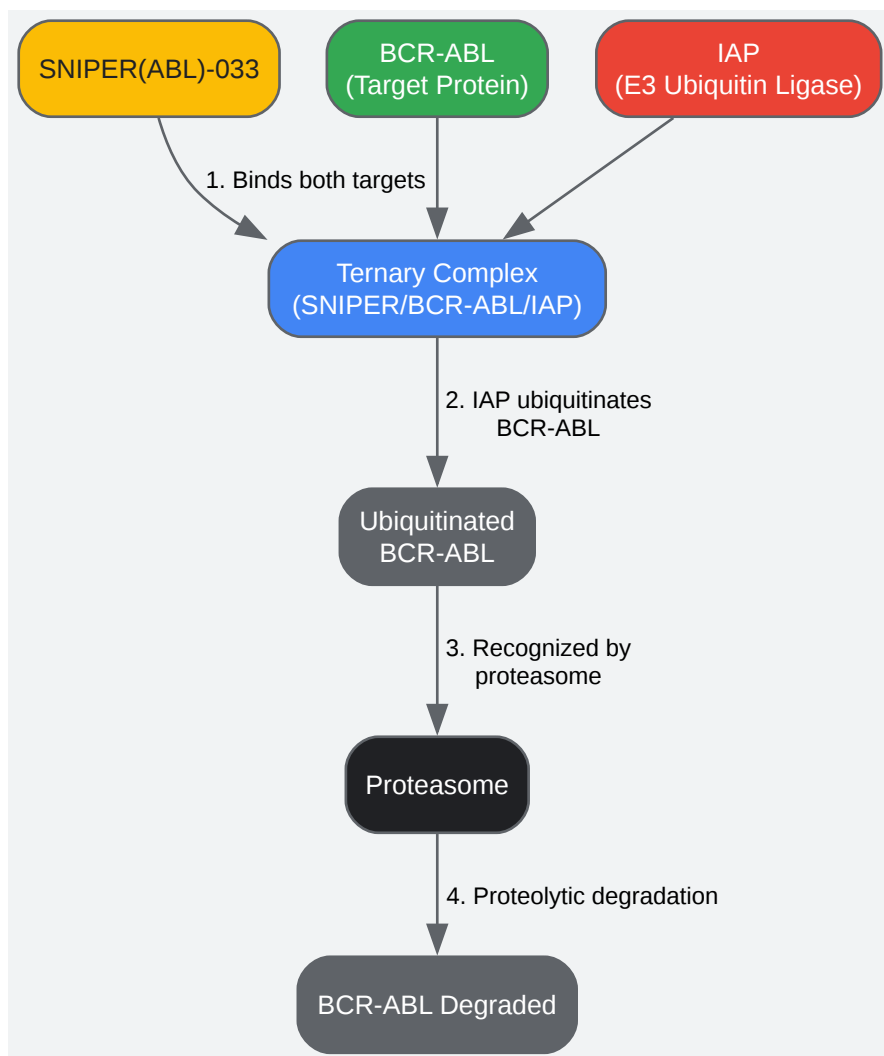 SNIPER(ABL)-033
BCR-ABL
(Target Protein)
IAP
(E3 Ubiquitin Ligase)
1. Binds both targets
Ternary Complex
(SNIPER/BCR-ABL/IAP)
2. IAP ubiquitinates
BCR-ABL
Ubiquitinated
BCR-ABL
3. Recognized by
proteasome
Proteasome
4. Proteolytic degradation
BCR-ABL Degraded